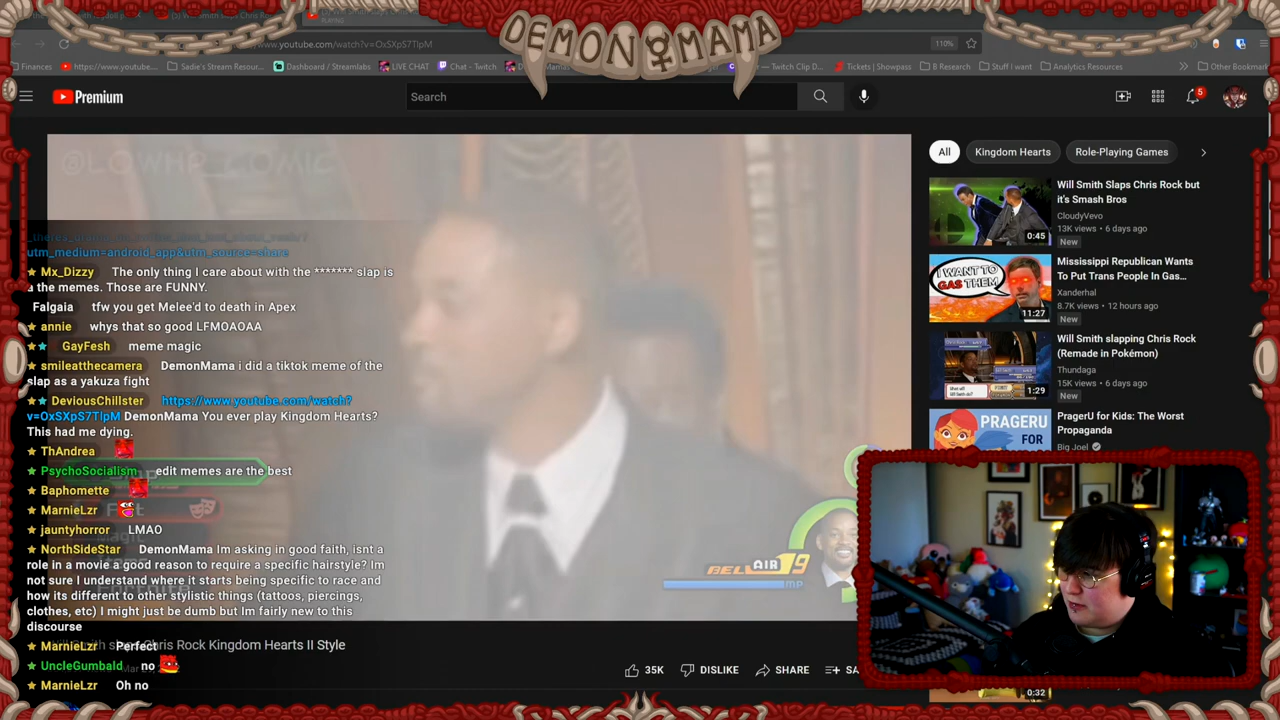 DEMON MAMA
www.youtube.com/watch?v=OxSXpS7TlpM
110%
Finances
https://www.youtube....
Sadie's Stream Resour...
Dashboard / Streamlabs
LIVE CHAT
Chat - Twitch
Twitch Clip D...
Tickets | Showpass
B Research
Stuff I want
Analytics Resources
Other Bookmark
Premium
Search
5
All
Kingdom Hearts
Role-Playing Games
Will Smith Slaps Chris Rock but
it's Smash Bros
CloudyVevo
13K views • 6 days ago
New
0:45
Mississippi Republican Wants
To Put Trans People In Gas...
Xanderhal
8.7K views • 12 hours ago
New
I WANT TO
GAS THEM
11:27
Will Smith slapping Chris Rock
(Remade in Pokémon)
Thundaga
15K views • 6 days ago
New
1:29
PragerU for Kids: The Worst
Propaganda
Big Joel
PRAGERU
FOR
0:32
utm_medium=android_app&utm_source=share
Mx_Dizzy The only thing I care about with the ******* slap is
a the memes. Those are FUNNY.
Falgaia tfw you get Melee'd to death in Apex
annie whys that so good LFMOAOAA
GayFesh meme magic
smileatthecamera DemonMama i did a tiktok meme of the
slap as a yakuza fight
DeviousChillster https://www.youtube.com/watch?
v=OxSXpS7TlpM DemonMama You ever play Kingdom Hearts?
This had me dying.
ThAndrea
PsychoSocialism edit memes are the best
Baphomette
MarnieLzr
jauntyhorror LMAO
NorthSideStar DemonMama Im asking in good faith, isnt a
role in a movie a good reason to require a specific hairstyle? Im
not sure I understand where it starts being specific to race and
how its different to other stylistic things (tattoos, piercings,
clothes, etc) I might just be dumb but Im fairly new to this
discourse
MarnieLzr Perfect
UncleGumbald no
MarnieLzr Oh no
BEL AIR 79
MP
Chris Rock Kingdom Hearts II Style
35K
DISLIKE
SHARE
SA